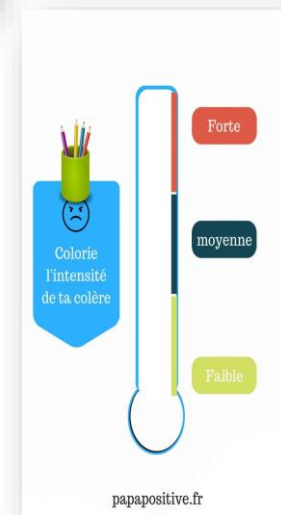 Forte
moyenne
Colorie
l'intensité
de ta colère
Faible
papapositive.fr